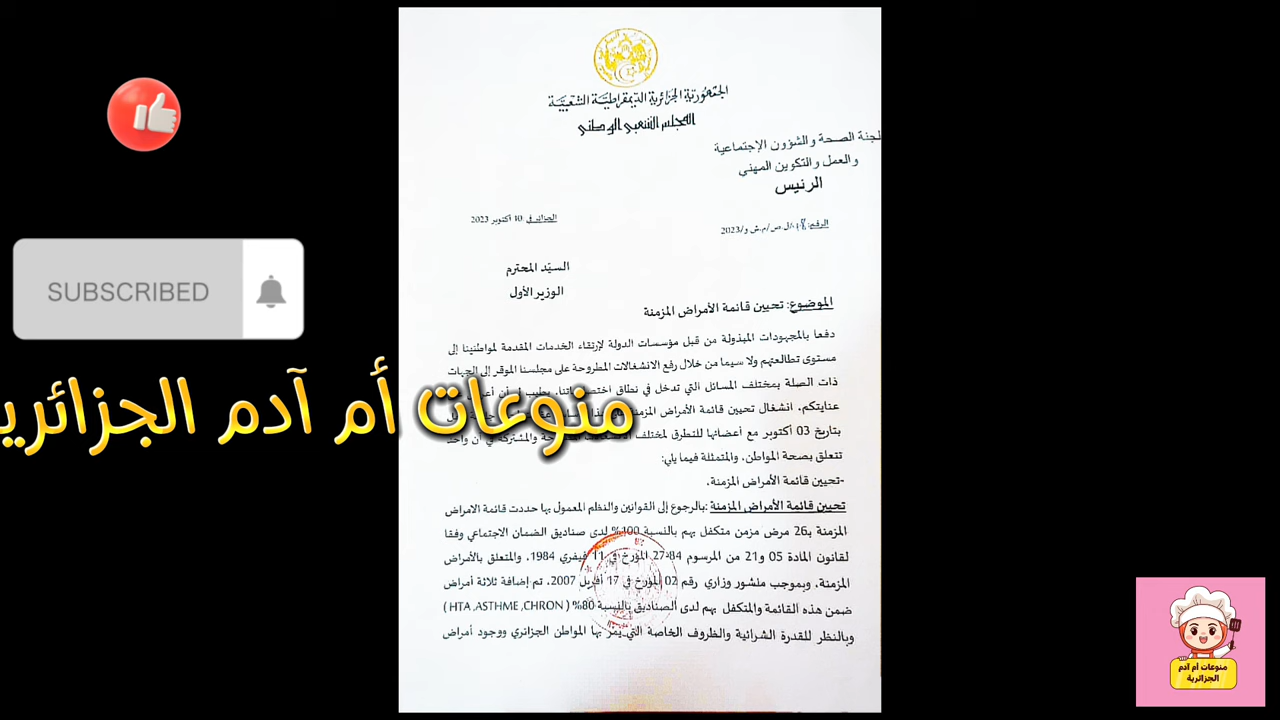 الجمهورية الجزائرية الديمقراطية الشعبية
المجلس الشعبي الوطني
لجنة الصحة والشؤون الإجتماعية
والعمل والتكوين المهني
الرئيس
الجزائر في 10 أكتوبر 2023
الرقم: /ل.ص/م.ش و/2023
السيّد المحترم
الوزير الأول
الموضوع: تحيين قائمة الأمراض المزمنة
دفعا بالمجهودات المبذولة من قبل مؤسسات الدولة لإرتقاء الخدمات المقدمة لمواطنينا إلى
مستوى تطالعتهم ولا سيما من خلال رفع الانشغالات المطروحة على مجلسنا الموقر إلى الجهات
ذات الصلة بمختلف المسائل التي تدخل في نطاق
عنايتكم، انشغال تحيين قائمة الأمراض المزمنة
بتاريخ 03 أكتوبر مع أعضائها للتطرق لمختلف والمشتركة في آن واحد
تتعلق بصحة المواطن، والمتمثلة فيما يلي:
-تحيين قائمة الأمراض المزمنة.
تحيين قائمة الأمراض المزمنة :بالرجوع إلى القوانين والنظم المعمول بها حددت قائمة الامراض
المزمنة بـ26 مرض مزمن متكفل بهم بالنسبة 100% لدى صناديق الضمان الاجتماعي وفقا
لقانون المادة 05 و21 من المرسوم 84-27 المؤرخ في 11 فيفري 1984، والمتعلق بالأمراض
المزمنة، وبموجب منشور وزاري رقم 02 المؤرخ في 17 أفريل 2007، تم إضافة ثلاثة أمراض
ضمن هذه القائمة والمتكفل بهم لدى الصناديق بالنسبة 80% ( HTA ,ASTHME ,CHRON )
وبالنظر للقدرة الشرائية والظروف الخاصة التي يمر بها المواطن الجزائري ووجود أمراض
SUBSCRIBED
منوعات أم آدم الجزائري
منوعات أم آدم
الجزائرية